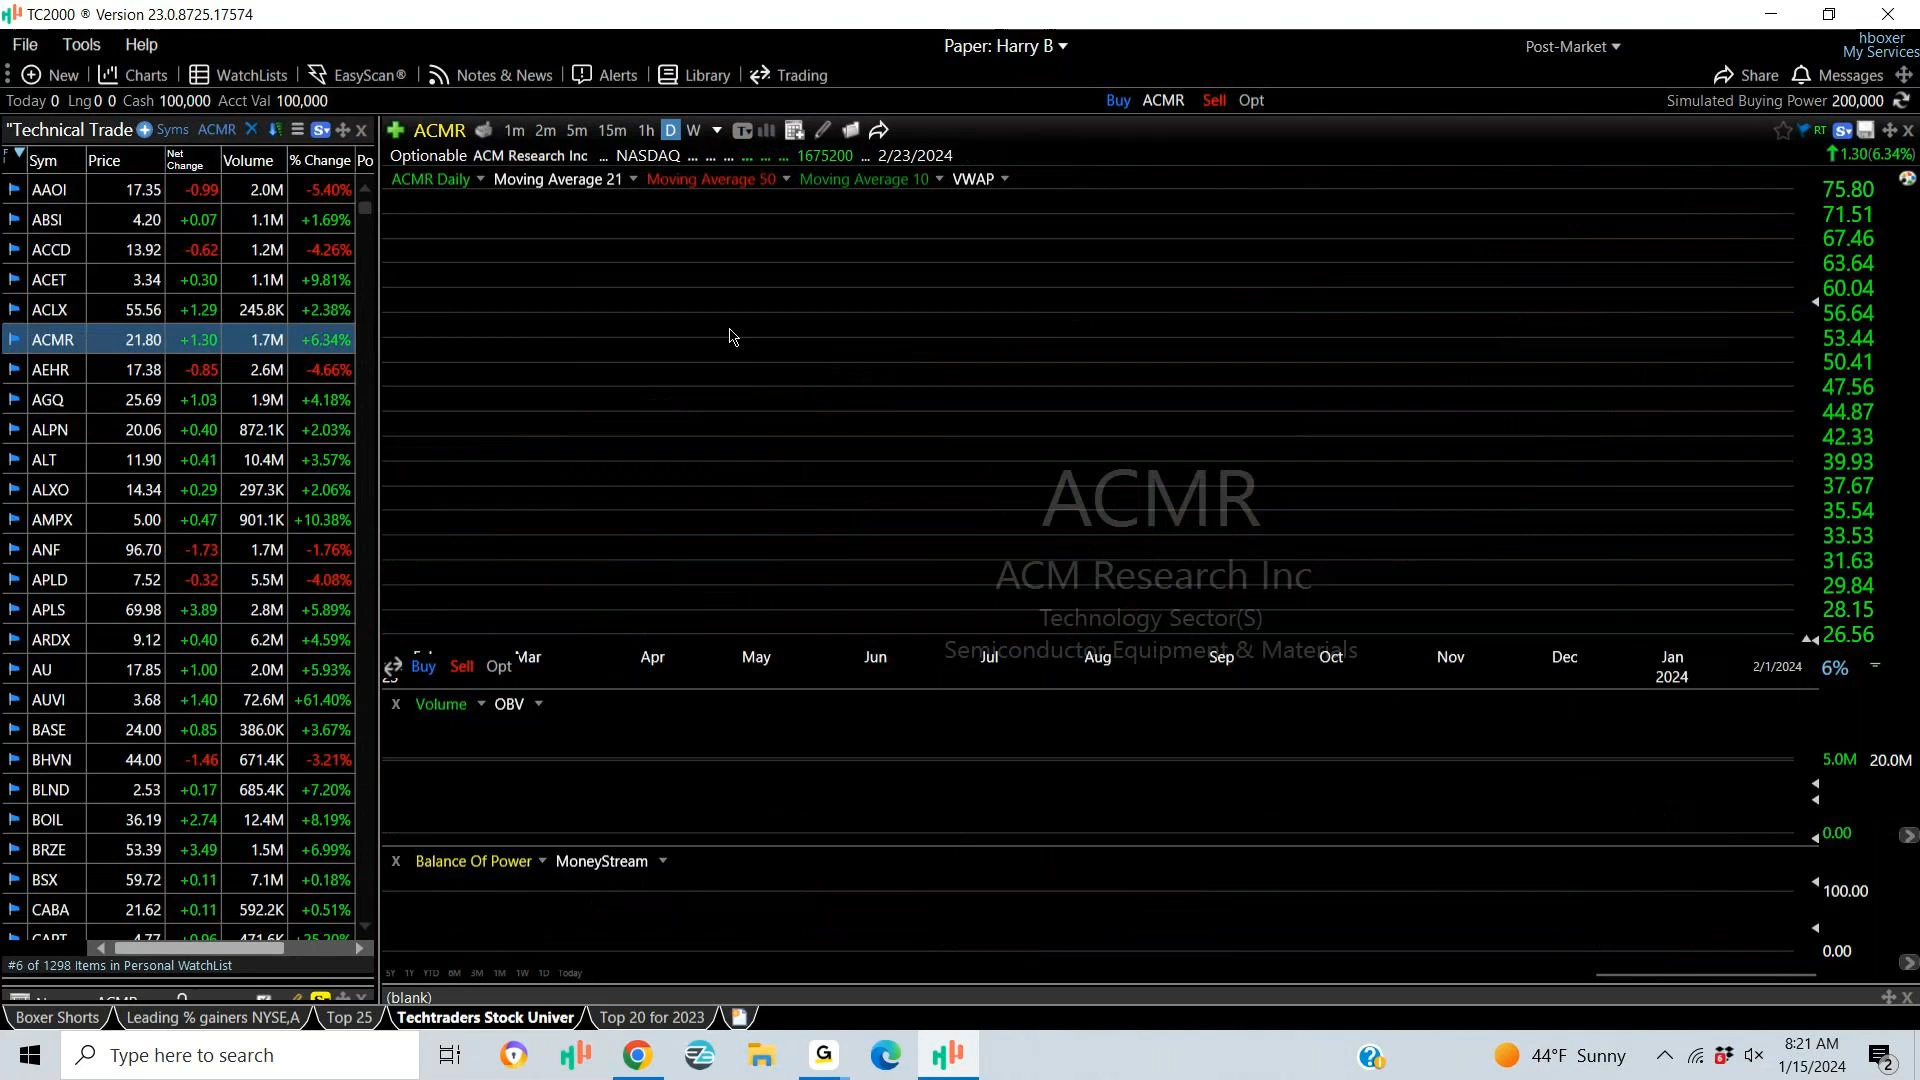 TC2000 ® Version 23.0.8725.17574
File Tools Help
Paper: Harry B
Post-Market
hboxer
My Services
New Charts WatchLists EasyScan® Notes & News Alerts Library Trading
Share Messages
Today 0 Lng 0 0 Cash 100,000 Acct Val 100,000
Buy ACMR Sell Opt
Simulated Buying Power 200,000
"Technical Trade Syms ACMR
ACMR 1m 2m 5m 15m 1h D W
RT
Sym Price Net Change Volume % Change Po
Optionable ACM Research Inc ... NASDAQ ... ... ... ... ... ... 1675200 ... 2/23/2024
1.30(6.34%)
ACMR Daily Moving Average 21 Moving Average 50 Moving Average 10 VWAP
AAOI 17.35 -0.99 2.0M -5.40%
ABSI 4.20 +0.07 1.1M +1.69%
ACCD 13.92 -0.62 1.2M -4.26%
ACET 3.34 +0.30 1.1M +9.81%
ACLX 55.56 +1.29 245.8K +2.38%
ACMR 21.80 +1.30 1.7M +6.34%
AEHR 17.38 -0.85 2.6M -4.66%
AGQ 25.69 +1.03 1.9M +4.18%
ALPN 20.06 +0.40 872.1K +2.03%
ALT 11.90 +0.41 10.4M +3.57%
ALXO 14.34 +0.29 297.3K +2.06%
AMPX 5.00 +0.47 901.1K +10.38%
ANF 96.70 -1.73 1.7M -1.76%
APLD 7.52 -0.32 5.5M -4.08%
APLS 69.98 +3.89 2.8M +5.89%
ARDX 9.12 +0.40 6.2M +4.59%
AU 17.85 +1.00 2.0M +5.93%
AUVI 3.68 +1.40 72.6M +61.40%
BASE 24.00 +0.85 386.0K +3.67%
BHVN 44.00 -1.46 671.4K -3.21%
BLND 2.53 +0.17 685.4K +7.20%
BOIL 36.19 +2.74 12.4M +8.19%
BRZE 53.39 +3.49 1.5M +6.99%
BSX 59.72 +0.11 7.1M +0.18%
CABA 21.62 +0.11 592.2K +0.51%
#6 of 1298 Items in Personal WatchList
75.80
71.51
67.46
63.64
60.04
56.64
53.44
50.41
47.56
44.87
42.33
39.93
37.67
35.54
33.53
31.63
29.84
28.15
26.56
ACMR
ACM Research Inc
Technology Sector(S)
Semiconductor Equipment & Materials
Mar Apr May Jun Jul Aug Sep Oct Nov Dec Jan
2024
2/1/2024 6%
Buy Sell Opt
Volume OBV
5.0M 20.0M
0.00
Balance Of Power MoneyStream
100.00
0.00
5Y 1Y YTD 6M 3M 1M 1W 1D Today
(blank)
Boxer Shorts Leading % gainers NYSE,A Top 25 Techtraders Stock Univer Top 20 for 2023
Type here to search
44°F Sunny
8:21 AM
1/15/2024
2